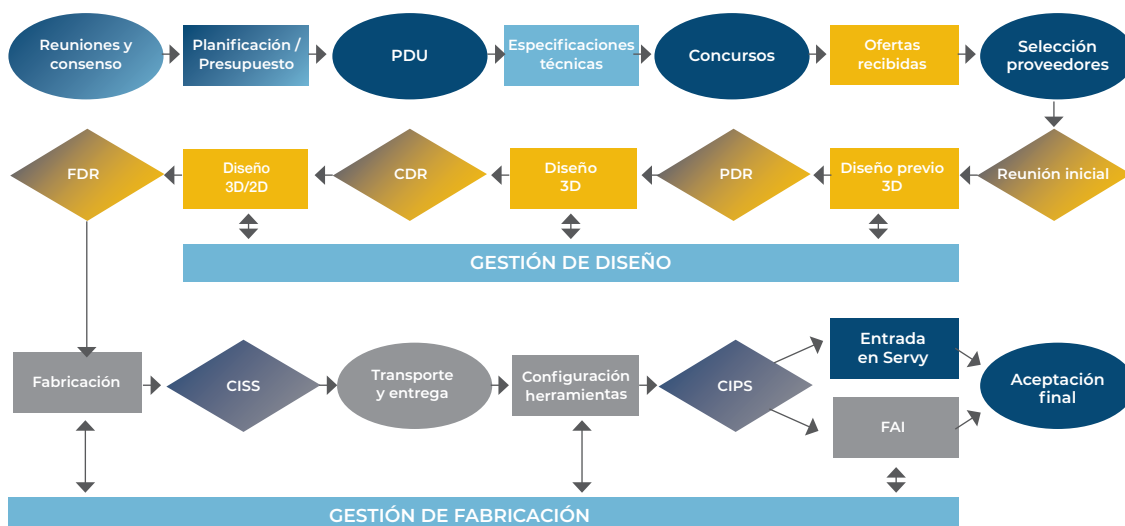 Reuniones y
consenso
Planificación /
Presupuesto
PDU
Especificaciones
técnicas
Concursos
Ofertas
recibidas
Selección
proveedores
FDR
Diseño
3D/2D
CDR
Diseño
3D
PDR
Diseño previo
3D
Reunión inicial
GESTIÓN DE DISEÑO
Fabricación
CISS
Transporte
y entrega
Configuración
herramientas
CIPS
Entrada
en Servy
FAI
Aceptación
final
GESTIÓN DE FABRICACIÓN